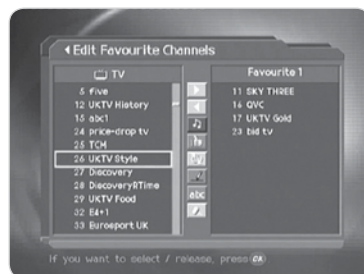 Edit Favourite Channels
TV
5 five
12 UKTV History
15 abc1
24 price-drop tv
25 TCM
26 UKTV Style
27 Discovery
28 DiscoveryRTime
29 UKTV Food
32 E4+1
33 Eurosport UK
abc
Favourite 1
11 SKY THREE
16 QVC
17 UKTV Gold
23 bid tv
If you want to select / release, press OK